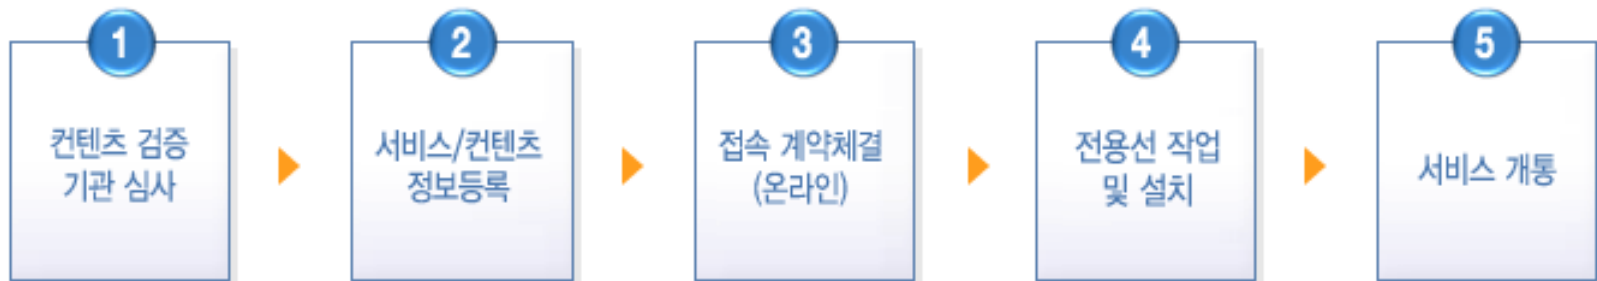 1
컨텐츠 검증
기관 심사
2
서비스/컨텐츠
정보등록
3
접속 계약체결
(온라인)
4
전용선 작업
및 설치
5
서비스 개통